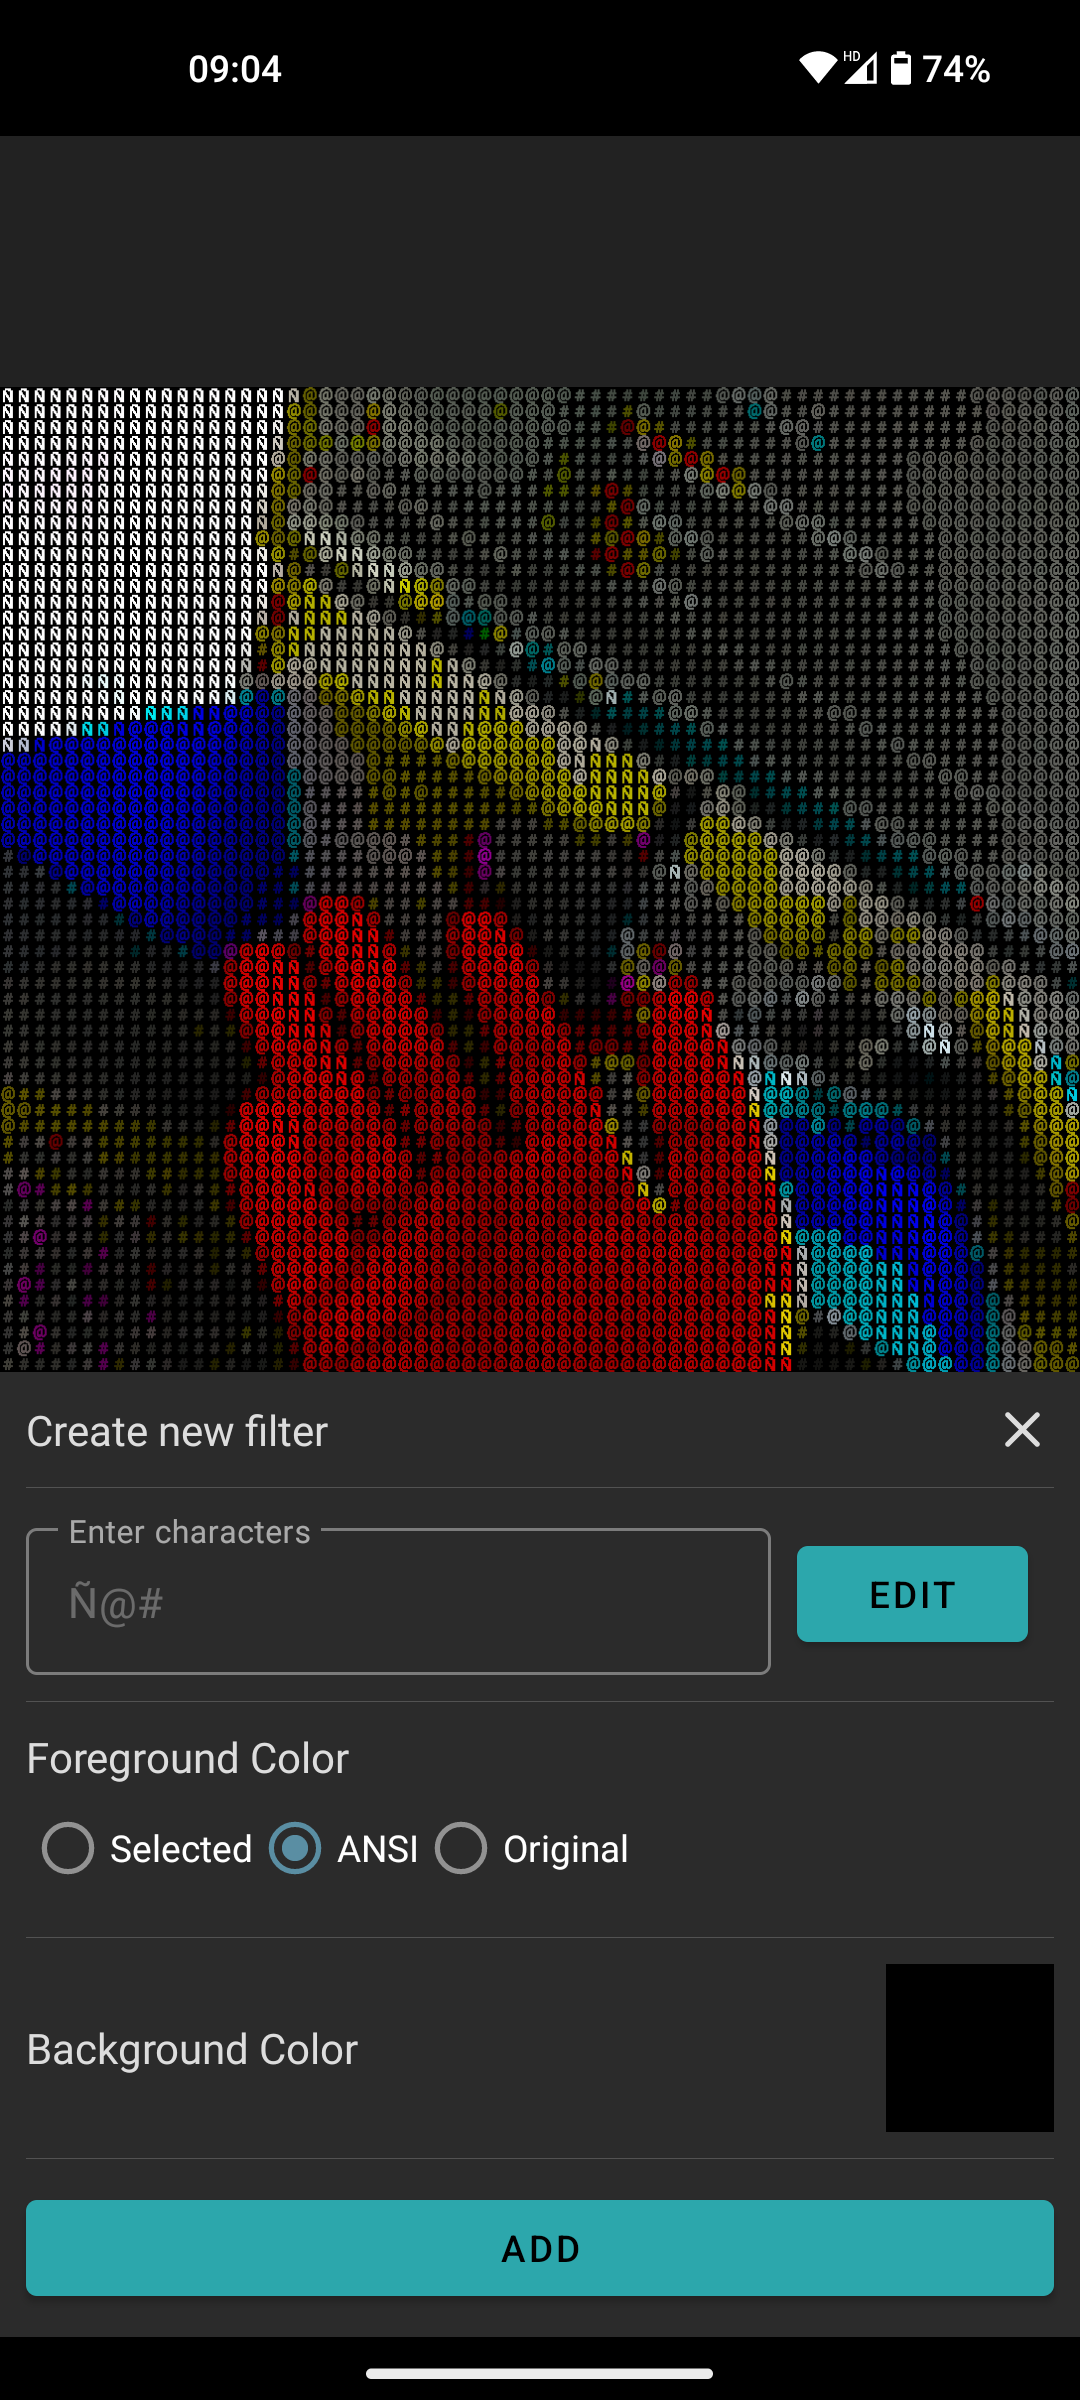 09:04
HD
74%
Create new filter
Enter characters
Ñ@#
EDIT
Foreground Color
Selected
ANSI
Original
Background Color
ADD